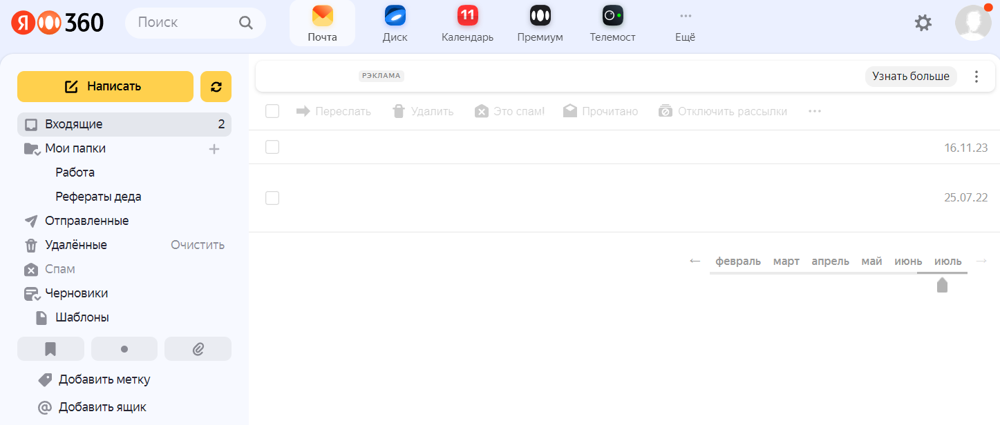 Я 360
Поиск
Почта
Диск
11
Календарь
Премиум
Телемост
Ещё
Написать
РЭКЛАМА
Узнать больше
Переслать Удалить Это спам! Прочитано Отключить рассылки
Входящие 2
Мои папки
Работа
Рефераты деда
Отправленные
Удалённые Очистить
Спам
Черновики
Шаблоны
Добавить метку
Добавить ящик
16.11.23
25.07.22
← февраль март апрель май июнь июль →